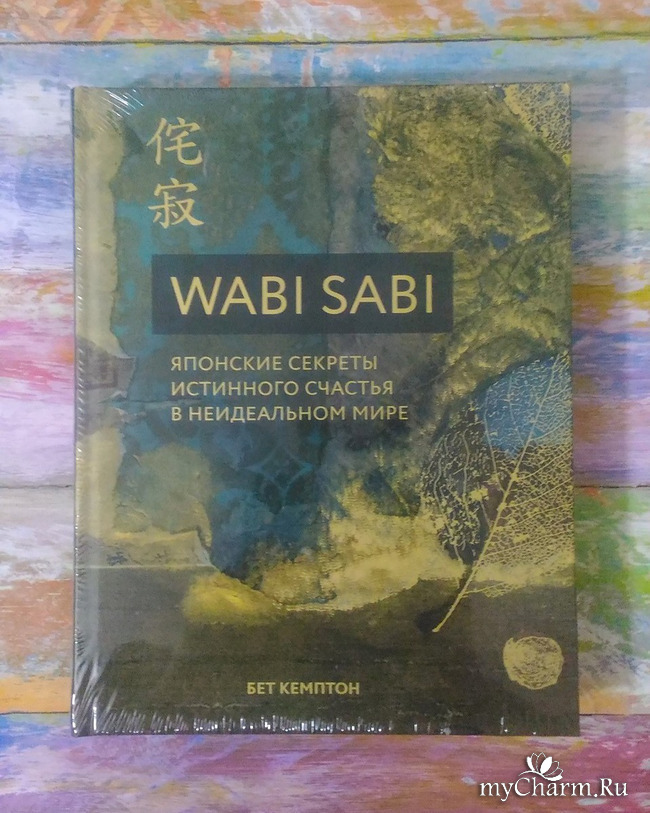 侘
寂
WABI SABI
ЯПОНСКИЕ СЕКРЕТЫ
ИСТИННОГО СЧАСТЬЯ
В НЕИДЕАЛЬНОМ МИРЕ
БЕТ КЕМПТОН
myCharm.Ru